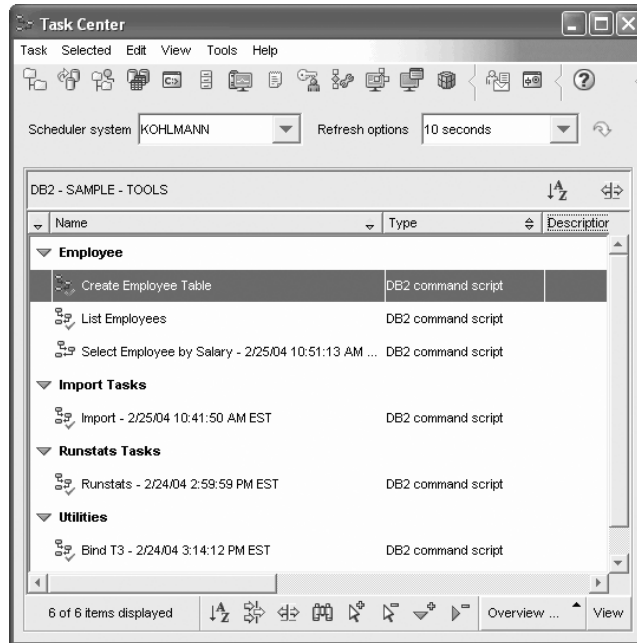 Task Center
Task Selected Edit View Tools Help
Scheduler system KOHLMANN Refresh options 10 seconds
DB2 - SAMPLE - TOOLS
Name Type Description
Employee
Create Employee Table DB2 command script
List Employees DB2 command script
Select Employee by Salary - 2/25/04 10:51:13 AM ... DB2 command script
Import Tasks
Import - 2/25/04 10:41:50 AM EST DB2 command script
Runstats Tasks
Runstats - 2/24/04 2:59:59 PM EST DB2 command script
Utilities
Bind T3 - 2/24/04 3:14:12 PM EST DB2 command script
6 of 6 items displayed Overview ... View